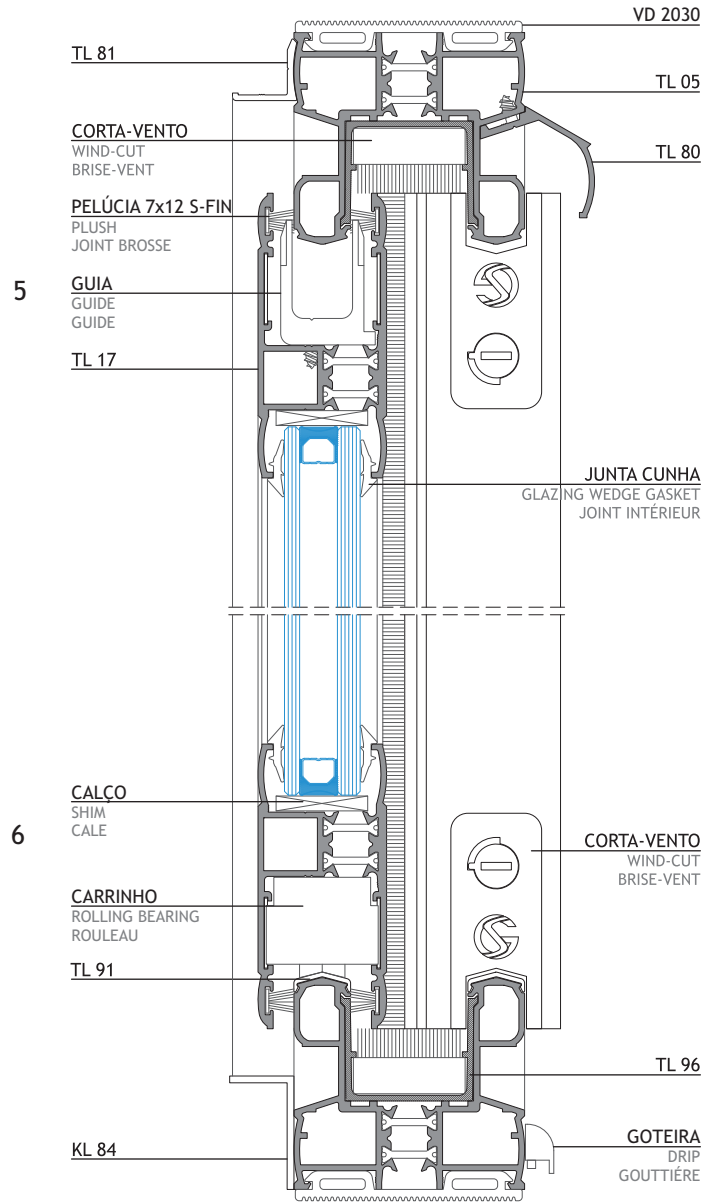 VD 2030
TL 81
TL 05
CORTA-VENTO
WIND-CUT
BRISE-VENT
TL 80
PELÚCIA 7x12 S-FIN
PLUSH
JOINT BROSSE
5
GUIA
GUIDE
GUIDE
TL 17
JUNTA CUNHA
GLAZING WEDGE GASKET
JOINT INTÉRIEUR
CALÇO
SHIM
CALE
6
CORTA-VENTO
WIND-CUT
BRISE-VENT
CARRINHO
ROLLING BEARING
ROULEAU
TL 91
TL 96
KL 84
GOTEIRA
DRIP
GOUTTIÉRE